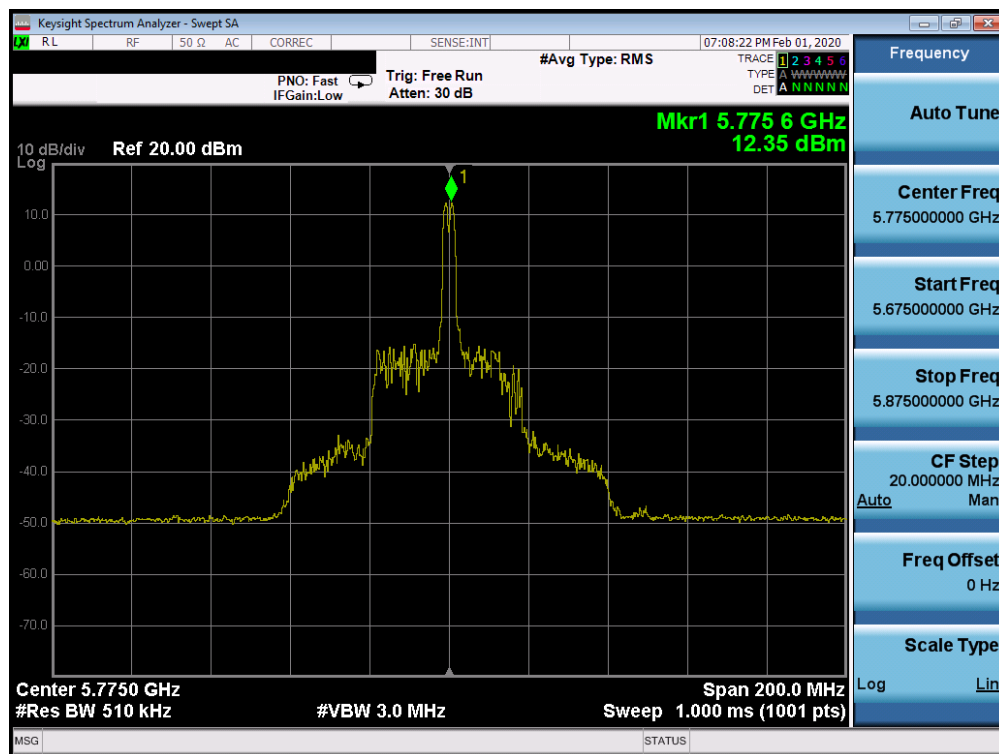 Keysight Spectrum Analyzer - Swept SA
LXI RL RF 50 Ω AC CORREC SENSE:INT 07:08:22 PM Feb 01, 2020
#Avg Type: RMS
TRACE 1 2 3 4 5 6
PNO: Fast Trig: Free Run
TYPE A WWWWW
IFGain:Low Atten: 30 dB
DET A N N N N N
Mkr1 5.775 6 GHz
12.35 dBm
10 dB/div Ref 20.00 dBm
Log
1
10.0
0.00
-10.0
-20.0
-30.0
-40.0
-50.0
-60.0
-70.0
Center 5.7750 GHz Span 200.0 MHz
#Res BW 510 kHz #VBW 3.0 MHz Sweep 1.000 ms (1001 pts)
MSG STATUS
Frequency
Auto Tune
Center Freq
5.775000000 GHz
Start Freq
5.675000000 GHz
Stop Freq
5.875000000 GHz
CF Step
20.000000 MHz
Auto Man
Freq Offset
0 Hz
Scale Type
Log Lin